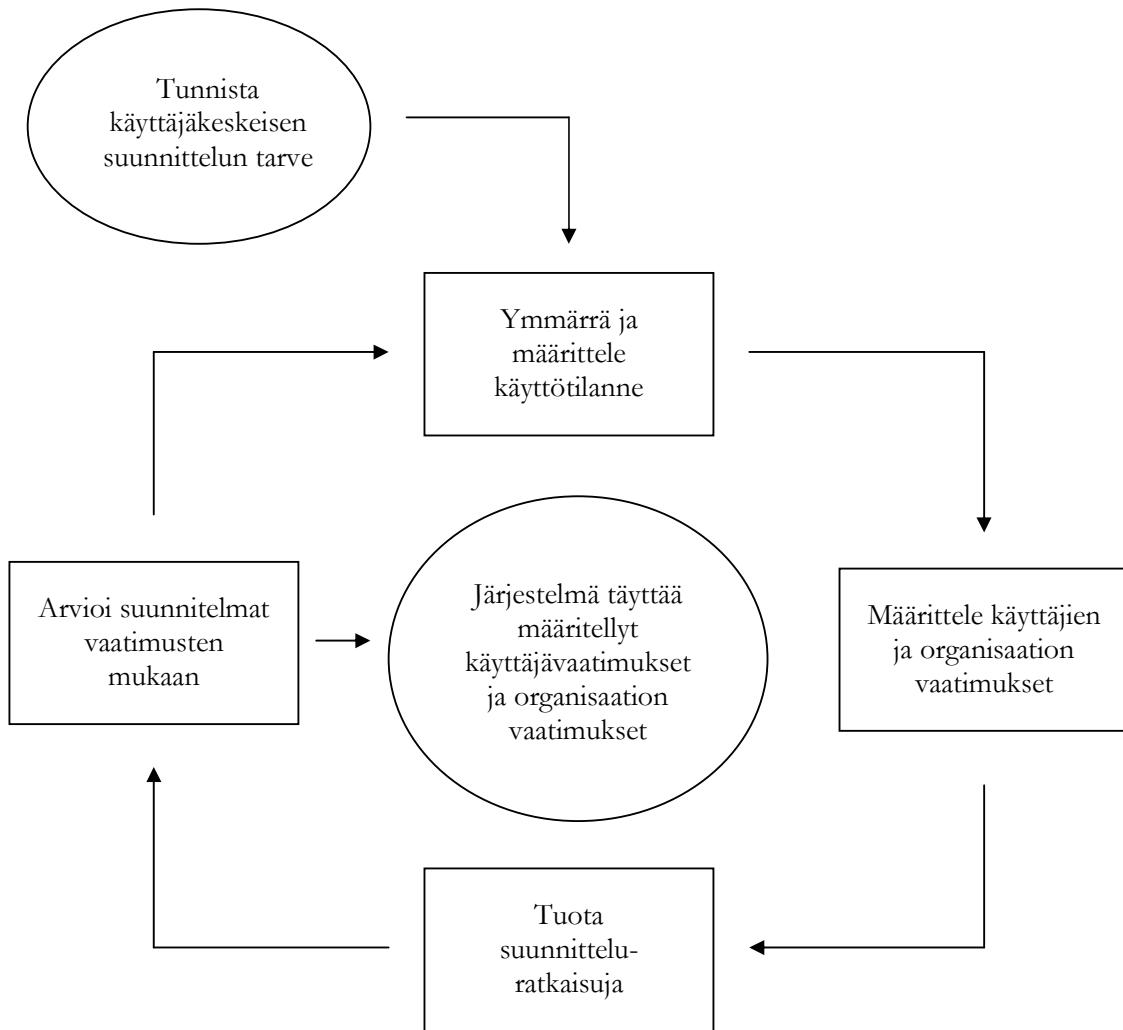 Tunnista
käyttäjäkeskeisen
suunnittelun tarve
Ymmärrä ja
määrittele
käyttötilanne
Arvioi suunnitelmat
vaatimusten
mukaan
Järjestelmä täyttää
määritellyt
käyttäjävaatimukset
ja organisaation
vaatimukset
Määrittele käyttäjien
ja organisaation
vaatimukset
Tuota
suunnittelu-
ratkaisuja